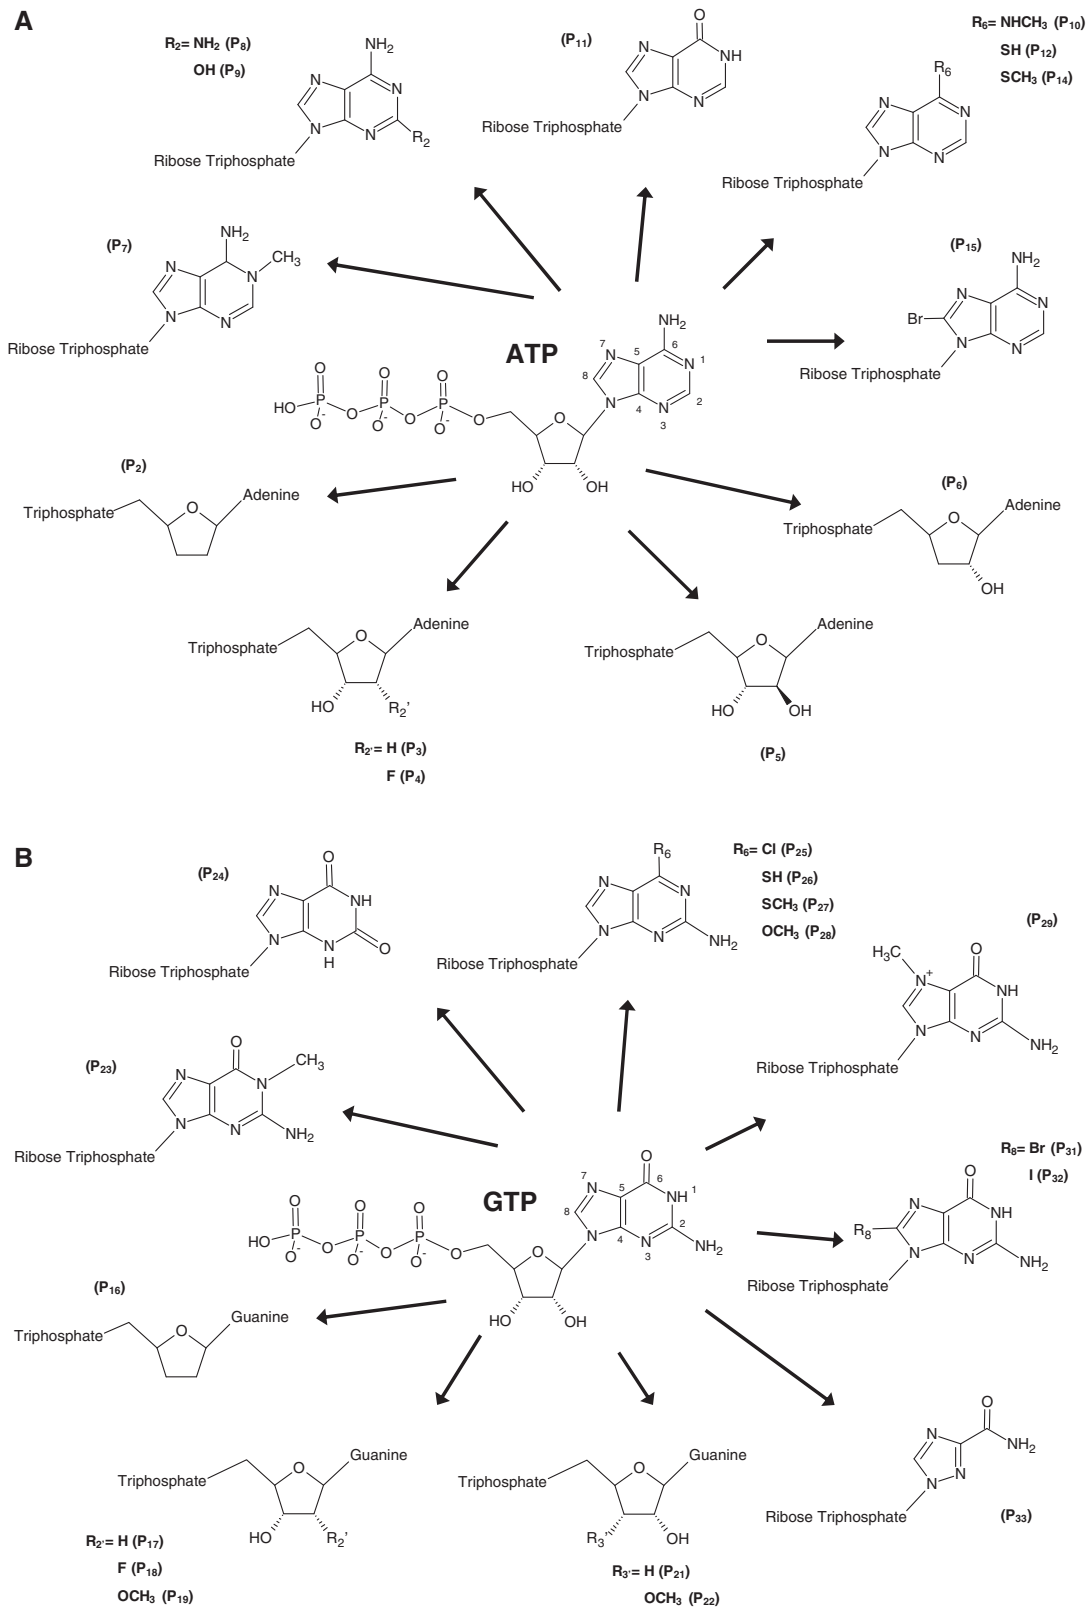 A
R₂= NH₂ (P₈)
OH (P₉)
NH₂
N
N
N
N
R₂
Ribose Triphosphate
(P₁₁)
O
N
NH
N
N
Ribose Triphosphate
R₆= NHCH₃ (P₁₀)
SH (P₁₂)
SCH₃ (P₁₄)
R₆
N
N
N
N
Ribose Triphosphate
(P₇)
NH₂
CH₃
N
N
N
N
Ribose Triphosphate
(P₁₅)
NH₂
Br
N
N
N
N
Ribose Triphosphate
ATP
NH₂
7
5
6
N
N
1
8
4
N
N
2
3
O
O
O
HO
P
O
P
O
P
O
O
O⁻
O⁻
O⁻
HO
OH
(P₂)
Triphosphate
O
Adenine
(P₆)
Triphosphate
O
Adenine
OH
Triphosphate
O
Adenine
HO
R₂'
R₂'= H (P₃)
F (P₄)
Triphosphate
O
Adenine
HO
OH
(P₅)
B
(P₂₄)
O
N
NH
N
N
H
O
Ribose Triphosphate
R₆= Cl (P₂₅)
SH (P₂₆)
SCH₃ (P₂₇)
OCH₃ (P₂₈)
R₆
N
N
N
N
NH₂
Ribose Triphosphate
(P₂₉)
H₃C
O
N⁺
NH
N
N
NH₂
Ribose Triphosphate
(P₂₃)
O
CH₃
N
N
N
N
NH₂
Ribose Triphosphate
R₈= Br (P₃₁)
I (P₃₂)
O
R₈
N
NH
N
N
NH₂
Ribose Triphosphate
GTP
O
7
5
6
N
NH
1
8
4
N
N
2
3
NH₂
O
O
O
HO
P
O
P
O
P
O
O
O⁻
O⁻
O⁻
HO
OH
(P₁₆)
Triphosphate
O
Guanine
Triphosphate
O
Guanine
HO
R₂'
R₂'= H (P₁₇)
F (P₁₈)
OCH₃ (P₁₉)
Triphosphate
O
Guanine
R₃'
OH
R₃'= H (P₂₁)
OCH₃ (P₂₂)
O
N
NH₂
N
N
Ribose Triphosphate
(P₃₃)